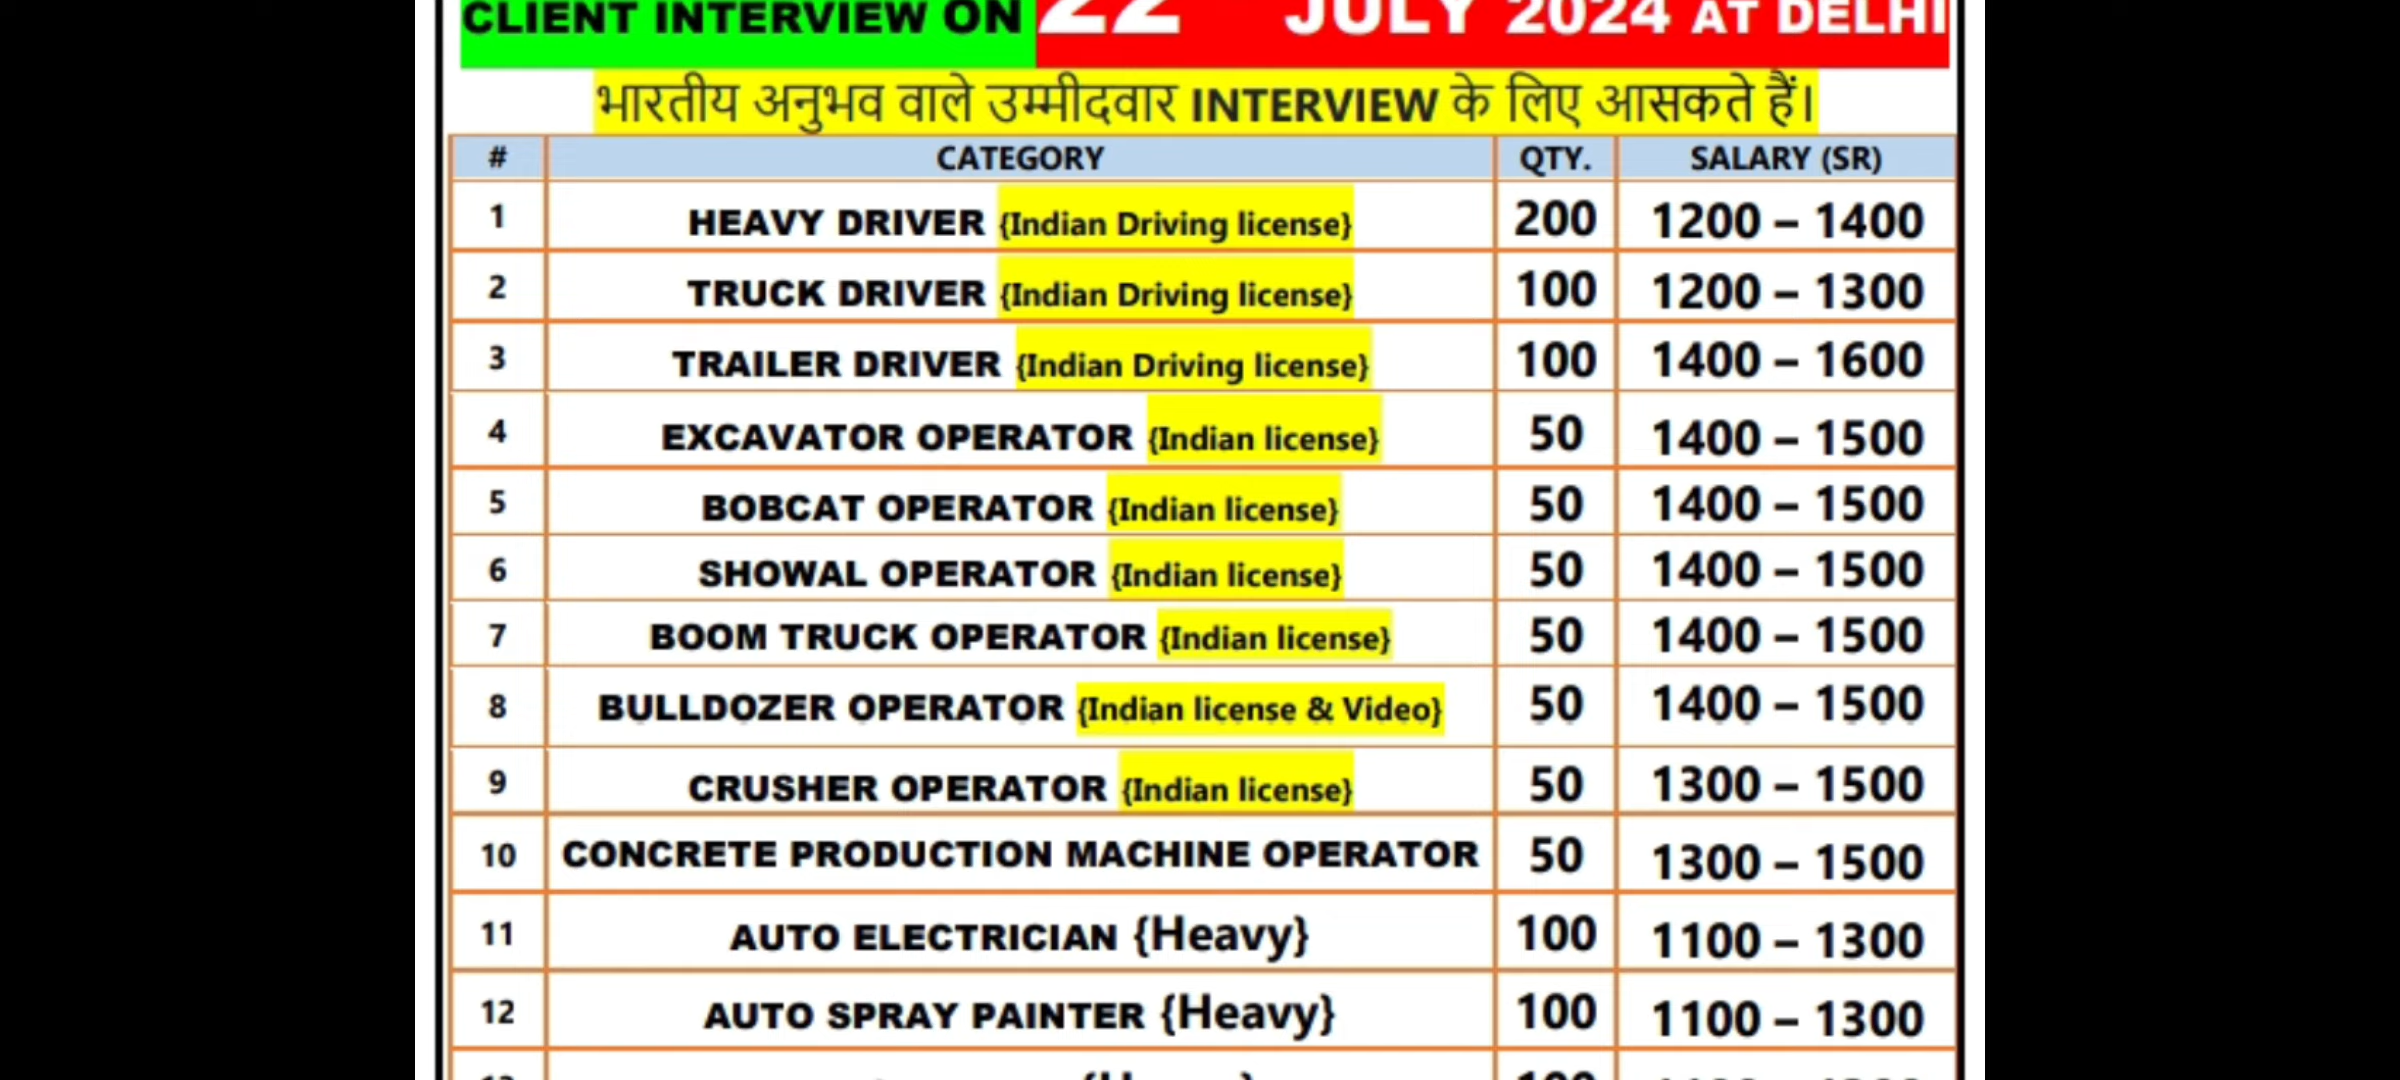 CLIENT INTERVIEW ON 22 JULY 2024 AT DELHI
भारतीय अनुभव वाले उम्मीदवार INTERVIEW के लिए आसकते हैं।
# CATEGORY QTY. SALARY (SR)
1 HEAVY DRIVER {Indian Driving license} 200 1200 – 1400
2 TRUCK DRIVER {Indian Driving license} 100 1200 – 1300
3 TRAILER DRIVER {Indian Driving license} 100 1400 – 1600
4 EXCAVATOR OPERATOR {Indian license} 50 1400 – 1500
5 BOBCAT OPERATOR {Indian license} 50 1400 – 1500
6 SHOWAL OPERATOR {Indian license} 50 1400 – 1500
7 BOOM TRUCK OPERATOR {Indian license} 50 1400 – 1500
8 BULLDOZER OPERATOR {Indian license & Video} 50 1400 – 1500
9 CRUSHER OPERATOR {Indian license} 50 1300 – 1500
10 CONCRETE PRODUCTION MACHINE OPERATOR 50 1300 – 1500
11 AUTO ELECTRICIAN {Heavy} 100 1100 – 1300
12 AUTO SPRAY PAINTER {Heavy} 100 1100 – 1300